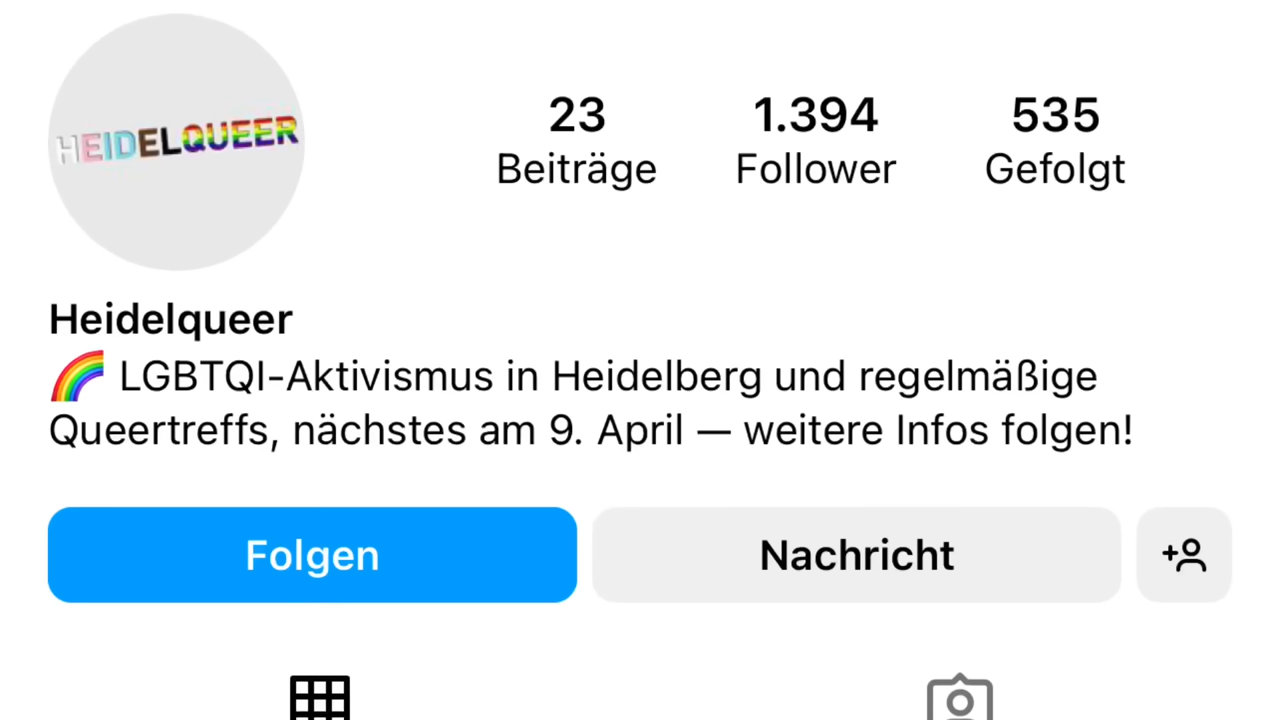 HEIDELQUEER
23 1.394 535
Beiträge Follower Gefolgt
Heidelqueer
🌈 LGBTQI-Aktivismus in Heidelberg und regelmäßige
Queertreffs, nächstes am 9. April — weitere Infos folgen!
Folgen Nachricht